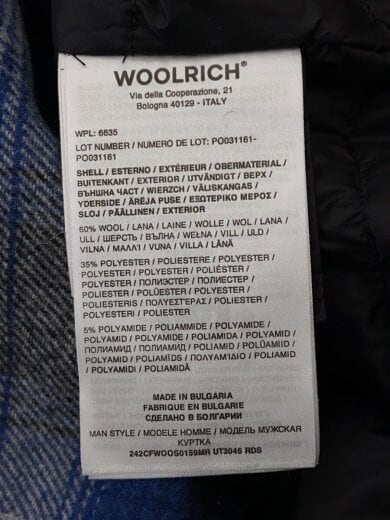 WOOLRICH®
Via della Cooperazione, 21
Bologna 40129 - ITALY
WPL: 6635
LOT NUMBER / NUMERO DE LOT: PO031161-
PO031161
SHELL / ESTERNO / EXTÉRIEUR / OBERMATERIAL /
BUITENKANT / EXTERIOR / UTVÄNDIGT / ВЕРХ /
ВЪНШНА ЧАСТ / WIERZCH / VÄLISKANGAS /
YDERSIDE / ĀRĒJA PUSE / ΕΞΩΤΕΡΙΚΟ ΜΕΡΟΣ /
SLOJ / PÄÄLLINEN / EXTERIOR
60% WOOL / LANA / LAINE / WOLLE / WOL / LANA /
ULL / ШЕРСТЬ / ВЪЛНА / WEŁNA / VILL / ULD /
VILNA / ΜΑΛΛΙ / VUNA / VILLA / LÂNĂ
35% POLYESTER / POLIESTERE / POLYESTER /
POLYESTER / POLYESTER / POLIÉSTER /
POLYESTER / ПОЛИЭСТЕР / ПОЛИЕСТЕР /
POLIESTER / POLÜESTER / POLYESTER /
POLIESTERIS / ΠΟΛΥΕΣΤΕΡΑΣ / POLIESTER /
POLYESTERI / POLIESTER
5% POLYAMIDE / POLIAMMIDE / POLYAMIDE /
POLYAMID / POLYAMIDE / POLIAMIDA / POLYAMID /
ПОЛИАМИД / ПОЛИАМИД / POLIAMID / POLÜAMIID /
POLYAMID / POLIAMĪDS / ΠΟΛΥΑΜΙΔΙΟ / POLIAMID
/ POLYAMIDI / POLIAMIDĂ
MADE IN BULGARIA
FABRIQUE EN BULGARIE
СДЕЛАНО В БОЛГАРИИ
MAN STYLE / MODELE HOMME / МОДЕЛЬ МУЖСКАЯ
КУРТКА
242CFWOOS0159MR UT3046 RDS